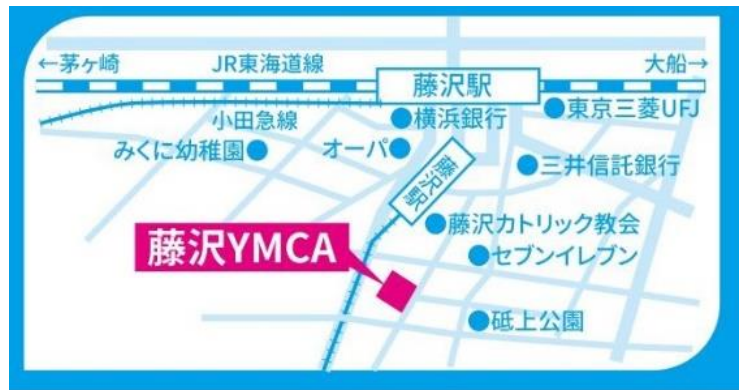 ←茅ヶ崎
JR東海道線
大船→
藤沢駅
小田急線
横浜銀行
東京三菱UFJ
みくに幼稚園
オーパ
藤沢駅
三井信託銀行
藤沢カトリック教会
藤沢YMCA
セブンイレブン
砥上公園